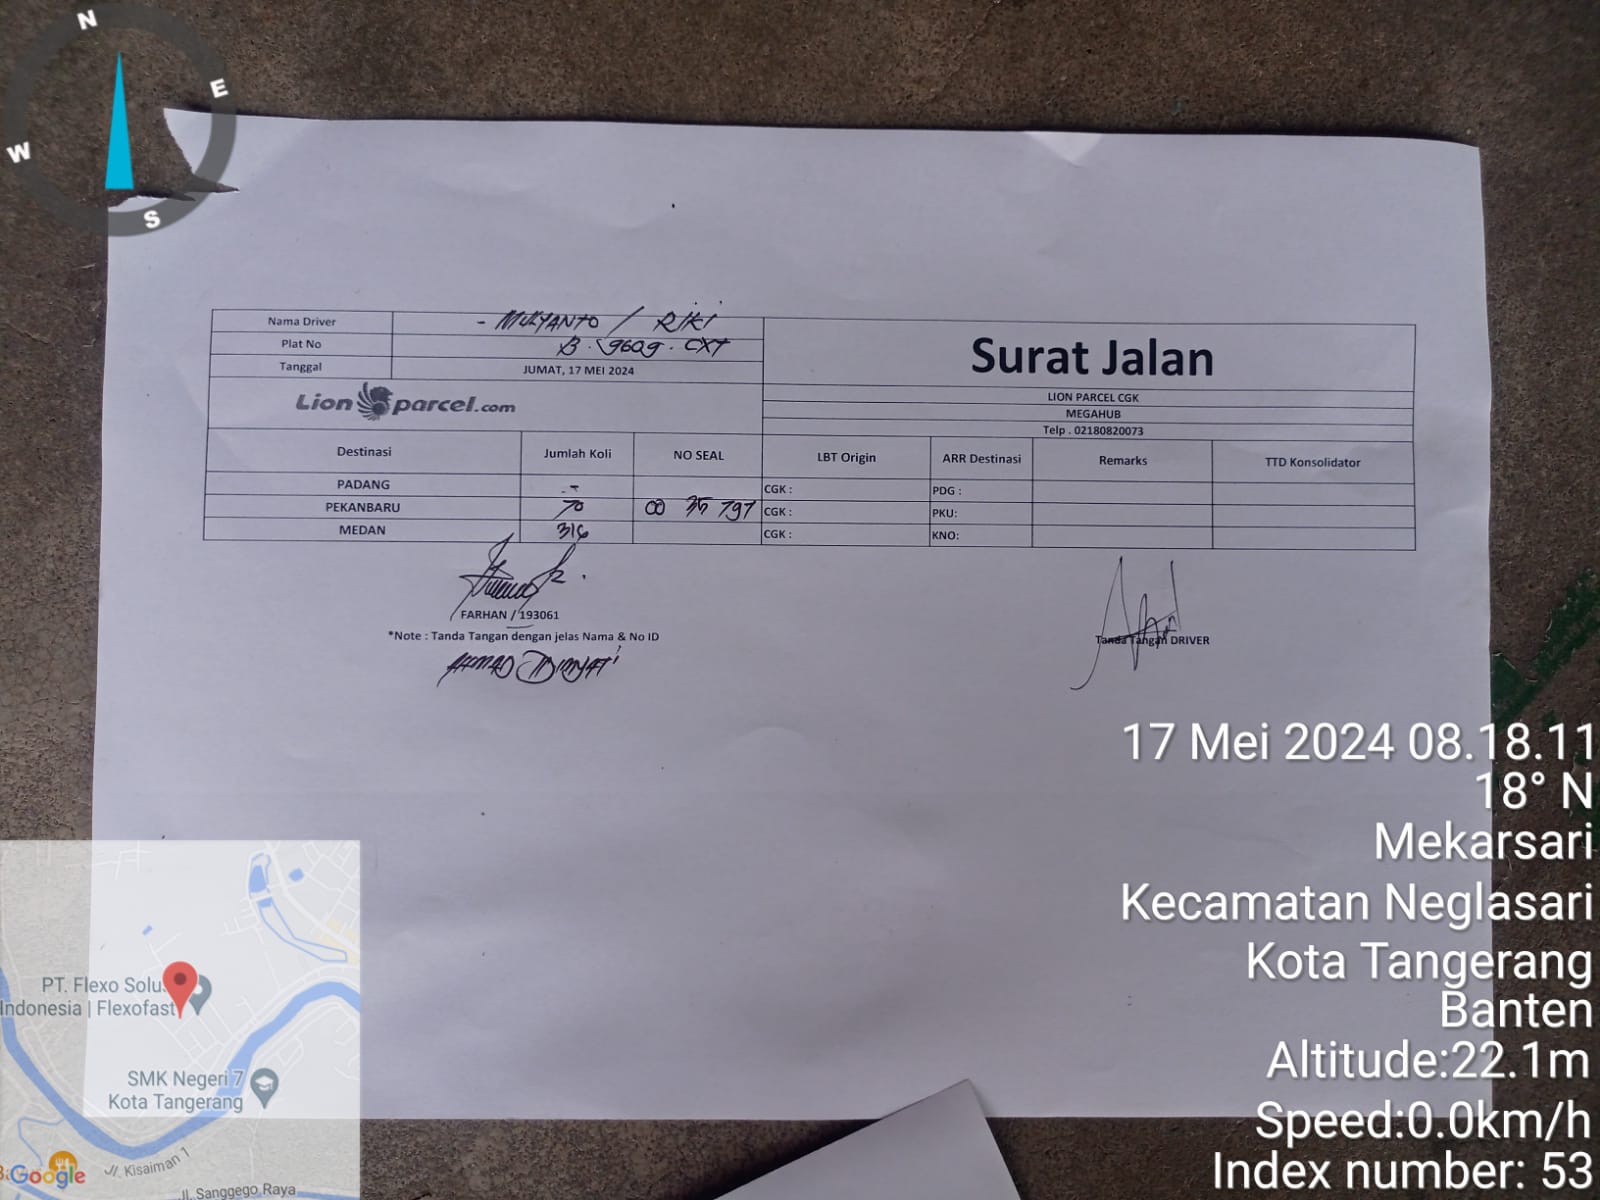 N
E
W
S
Nama Driver - MULYANTO / RIKI
Plat No B. 9609. CXT
Tanggal JUMAT, 17 MEI 2024
Surat Jalan
Lion parcel.com
LION PARCEL CGK
MEGAHUB
Telp . 02180820073
Destinasi Jumlah Koli NO SEAL LBT Origin ARR Destinasi Remarks TTD Konsolidator
PADANG - CGK : PDG :
PEKANBARU 70 00 35 797 CGK : PKU:
MEDAN 316 CGK : KNO:
FARHAN / 193061
*Note : Tanda Tangan dengan jelas Nama & No ID
Tanda Tangan DRIVER
17 Mei 2024 08.18.11
18° N
Mekarsari
Kecamatan Neglasari
Kota Tangerang
Banten
Altitude:22.1m
Speed:0.0km/h
Index number: 53
PT. Flexo Solus
Indonesia | Flexofast
SMK Negeri 7
Kota Tangerang
Jl. Kisaiman 1
Google
Jl. Sanggego Raya